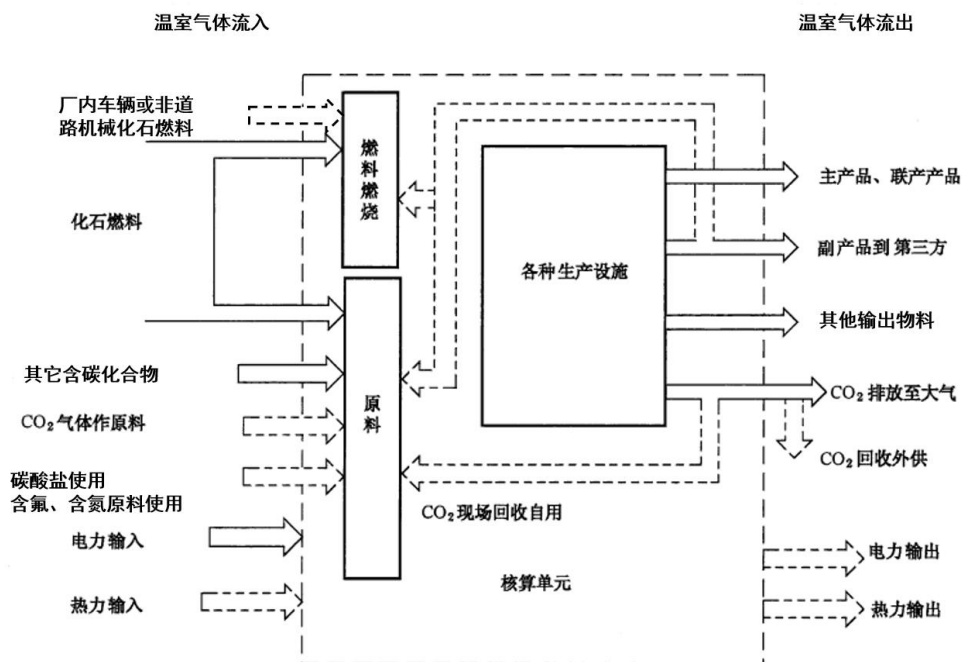 温室气体流入
温室气体流出
厂内车辆或非道
路机械化石燃料
燃料燃烧
化石燃料
各种生产设施
主产品、联产产品
副产品到第三方
其他输出物料
其它含碳化合物
原料
CO₂气体作原料
CO₂排放至大气
CO₂回收外供
碳酸盐使用
含氟、含氮原料使用
CO₂现场回收自用
电力输入
电力输出
核算单元
热力输入
热力输出